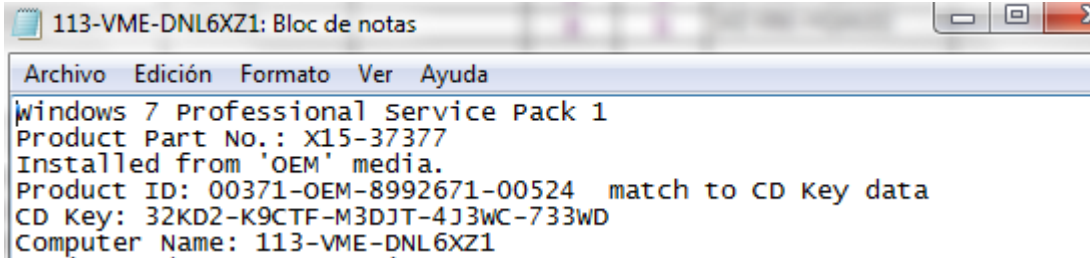 113-VME-DNL6XZ1: Bloc de notas
Archivo Edición Formato Ver Ayuda
Windows 7 Professional Service Pack 1
Product Part No.: X15-37377
Installed from 'OEM' media.
Product ID: 00371-OEM-8992671-00524  match to CD Key data
CD Key: 32KD2-K9CTF-M3DJT-4J3WC-733WD
Computer Name: 113-VME-DNL6XZ1